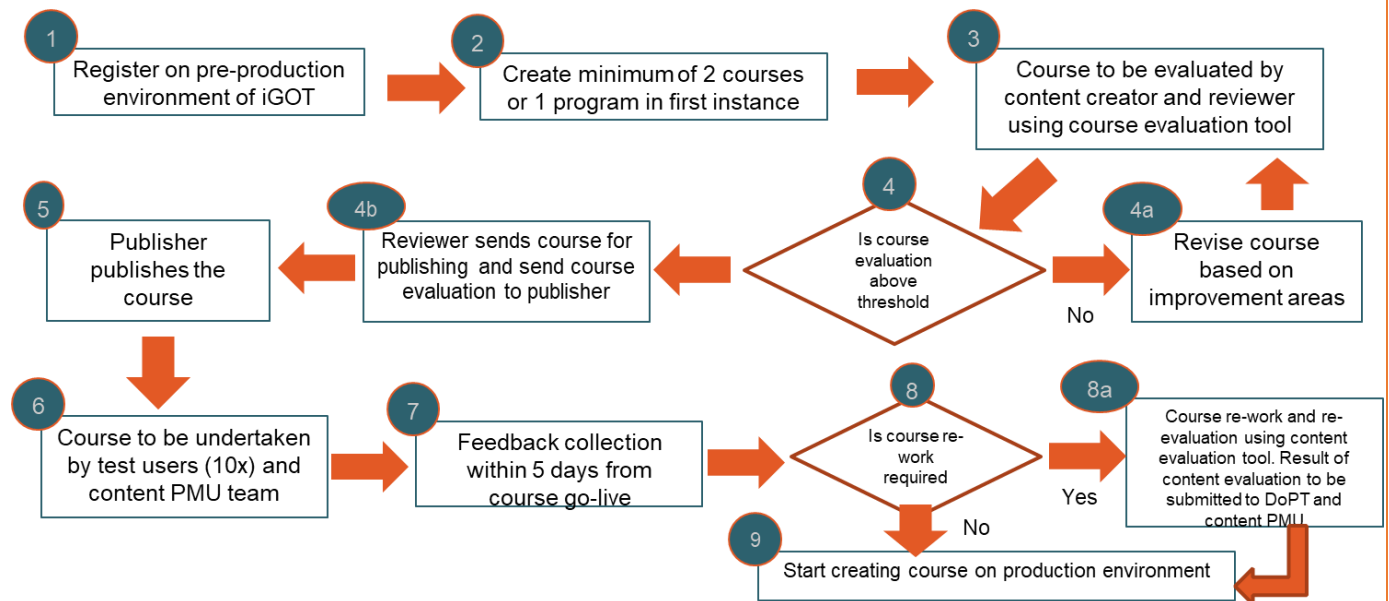 1
Register on pre-production
environment of iGOT
2
Create minimum of 2 courses
or 1 program in first instance
3
Course to be evaluated by
content creator and reviewer
using course evaluation tool
4
Is course
evaluation
above
threshold
No
4a
Revise course
based on
improvement areas
4b
Reviewer sends course for
publishing and send course
evaluation to publisher
5
Publisher
publishes the
course
6
Course to be undertaken
by test users (10x) and
content PMU team
7
Feedback collection
within 5 days from
course go-live
8
Is course re-
work
required
Yes
No
8a
Course re-work and re-
evaluation using content
evaluation tool. Result of
content evaluation to be
submitted to DoPT and
content PMU
9
Start creating course on production environment